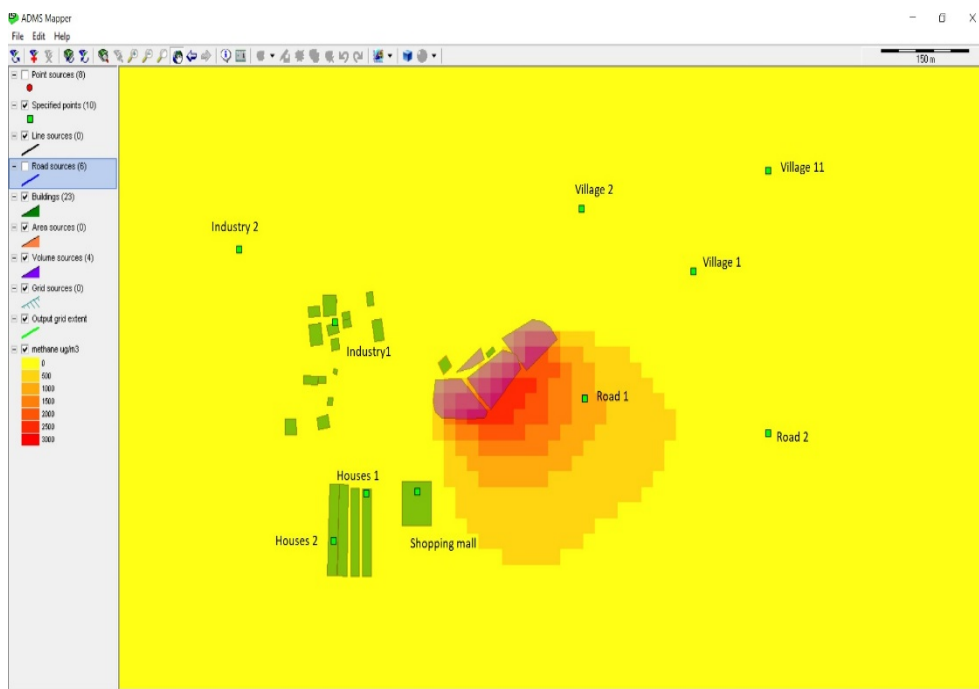 ADMS Mapper
File Edit Help
150 m
Point sources (8)
Specified points (10)
Line sources (0)
Road sources (6)
Buildings (23)
Area sources (0)
Volume sources (4)
Grid sources (0)
Output grid extent
methane ug/m3
0
500
1000
1500
2000
2500
3000
Village 11
Village 2
Industry 2
Village 1
Industry1
Road 1
Road 2
Houses 1
Houses 2
Shopping mall